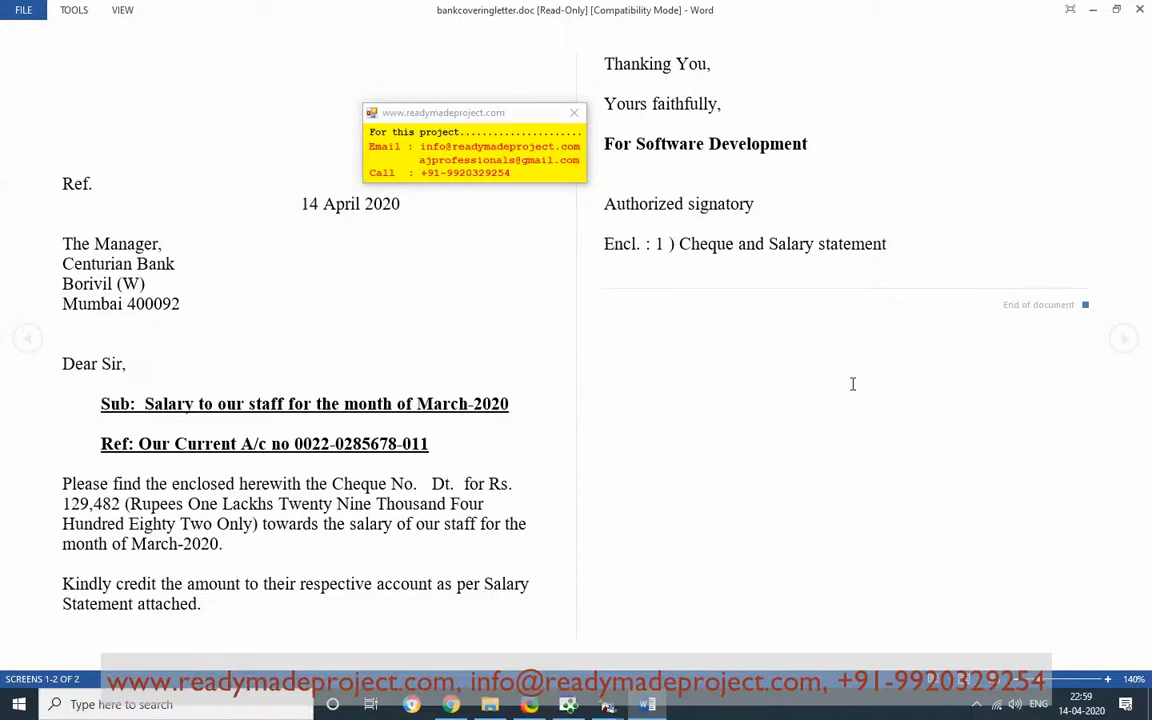 FILE TOOLS VIEW
bankcoveringletter.doc [Read-Only] [Compatibility Mode] - Word
www.readymadeproject.com
For this project......................
Email : info@readymadeproject.com
ajprofessionals@gmail.com
Call : +91-9920329254
Ref.
14 April 2020
The Manager,
Centurian Bank
Borivil (W)
Mumbai 400092
Dear Sir,
Sub: Salary to our staff for the month of March-2020
Ref: Our Current A/c no 0022-0285678-011
Please find the enclosed herewith the Cheque No. Dt. for Rs.
129,482 (Rupees One Lackhs Twenty Nine Thousand Four
Hundred Eighty Two Only) towards the salary of our staff for the
month of March-2020.
Kindly credit the amount to their respective account as per Salary
Statement attached.
Thanking You,
Yours faithfully,
For Software Development
Authorized signatory
Encl. : 1 ) Cheque and Salary statement
End of document
SCREENS 1-2 OF 2
140%
www.readymadeproject.com, info@readymadeproject.com, +91-9920329254
Type here to search
ENG
22:59
14-04-2020